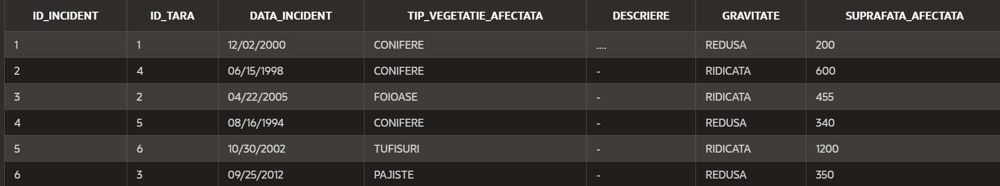 ID_INCIDENT ID_TARA DATA_INCIDENT TIP_VEGETATIE_AFECTATA DESCRIERE GRAVITATE SUPRAFATA_AFECTATA
1 1 12/02/2000 CONIFERE .... REDUSA 200
2 4 06/15/1998 CONIFERE - RIDICATA 600
3 2 04/22/2005 FOIOASE - RIDICATA 455
4 5 08/16/1994 CONIFERE - REDUSA 340
5 6 10/30/2002 TUFISURI - RIDICATA 1200
6 3 09/25/2012 PAJISTE - REDUSA 350